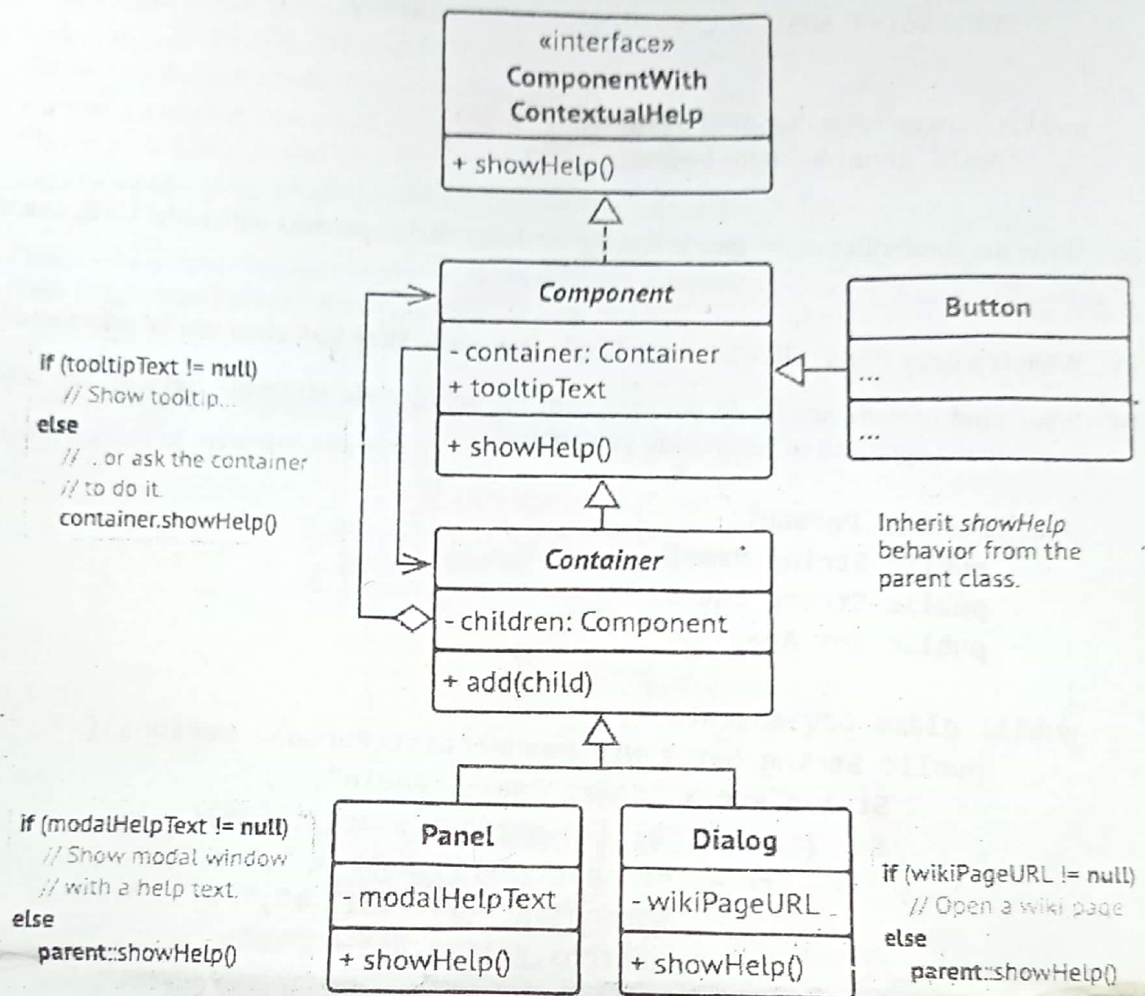 «interface»
ComponentWith
ContextualHelp
+ showHelp()
Component
- container: Container
+ tooltipText
+ showHelp()
Button
...
...
if (tooltipText != null)
// Show tooltip...
else
// ...or ask the container
// to do it.
container.showHelp()
Inherit showHelp
behavior from the
parent class.
Container
- children: Component
+ add(child)
if (modalHelpText != null)
// Show modal window
// with a help text.
else
parent::showHelp()
Panel
- modalHelpText
+ showHelp()
Dialog
- wikiPageURL
+ showHelp()
if (wikiPageURL != null)
// Open a wiki page
else
parent::showHelp()